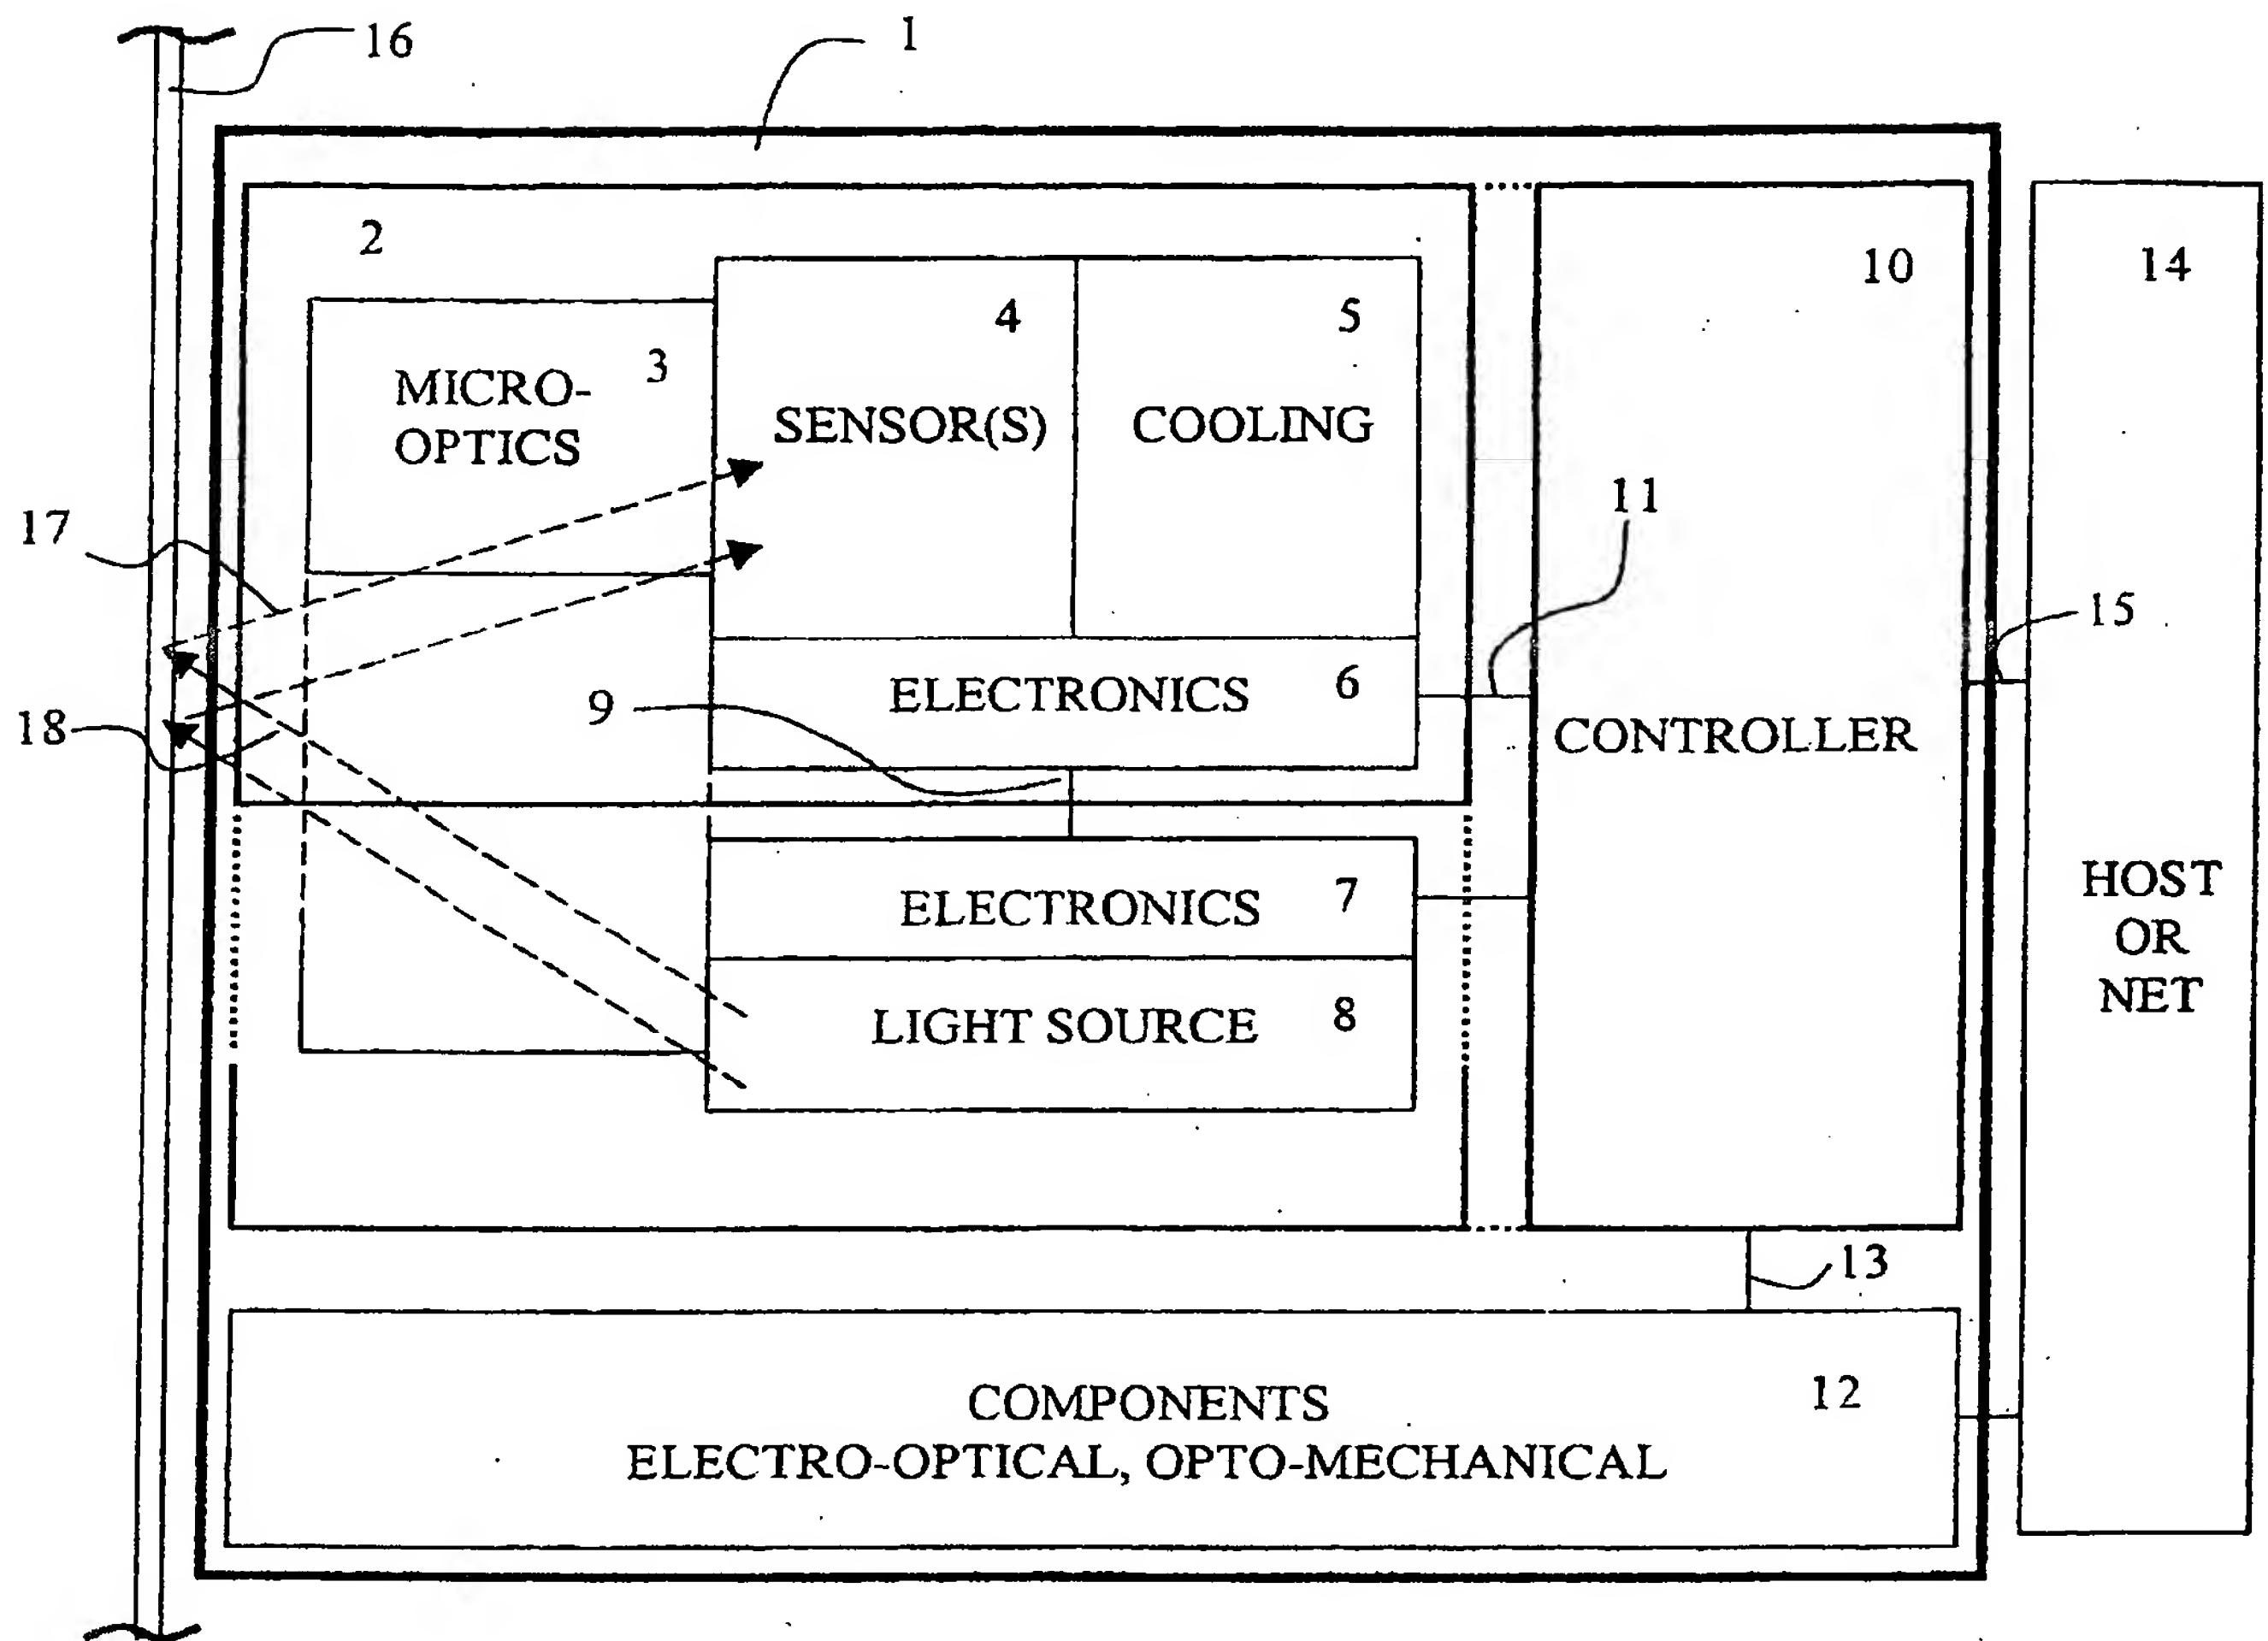 16
1
2
10
14
4
5
3
MICRO-
OPTICS
SENSOR(S)
COOLING
17
11
15
ELECTRONICS
6
9
18
CONTROLLER
ELECTRONICS
7
HOST
OR
NET
LIGHT SOURCE
8
13
COMPONENTS
12
ELECTRO-OPTICAL, OPTO-MECHANICAL